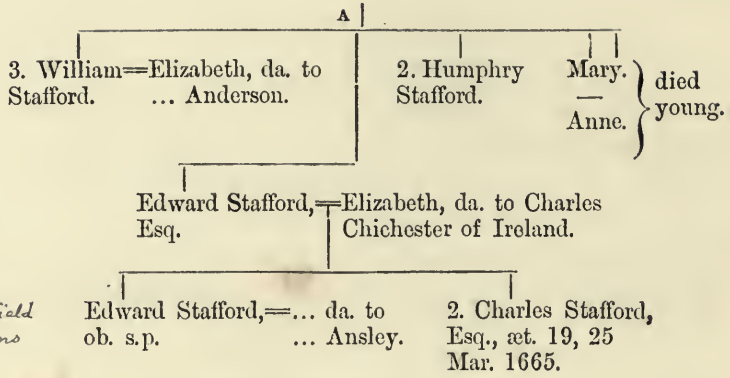 A
3. William==Elizabeth, da. to
Stafford. ... Anderson.
2. Humphry
Stafford.
Mary.
—
Anne.
died
young.
Edward Stafford,=Elizabeth, da. to Charles
Esq. Chichester of Ireland.
Edward Stafford,=... da. to
ob. s.p. ... Ansley.
2. Charles Stafford,
Esq., æt. 19, 25
Mar. 1665.